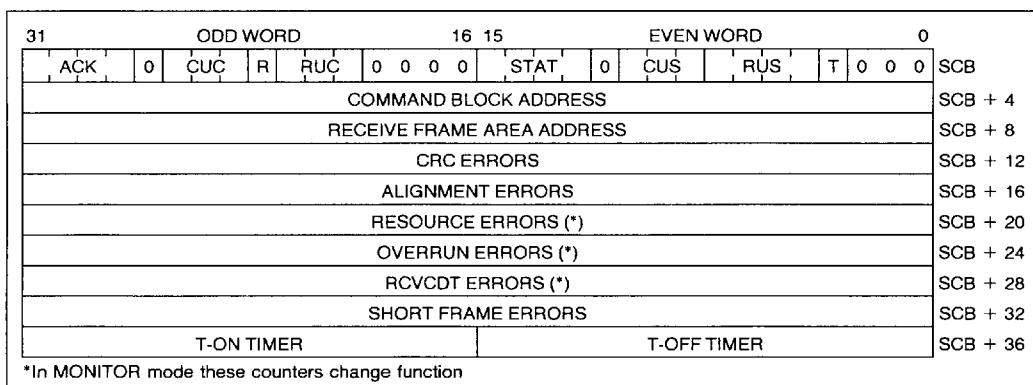 31 ODD WORD 16 15 EVEN WORD 0
ACK 0 CUC R RUC 0 0 0 0 STAT 0 CUS RUS T 0 0 0 SCB
COMMAND BLOCK ADDRESS SCB + 4
RECEIVE FRAME AREA ADDRESS SCB + 8
CRC ERRORS SCB + 12
ALIGNMENT ERRORS SCB + 16
RESOURCE ERRORS (*) SCB + 20
OVERRUN ERRORS (*) SCB + 24
RCVCDT ERRORS (*) SCB + 28
SHORT FRAME ERRORS SCB + 32
T-ON TIMER T-OFF TIMER SCB + 36
*In MONITOR mode these counters change function